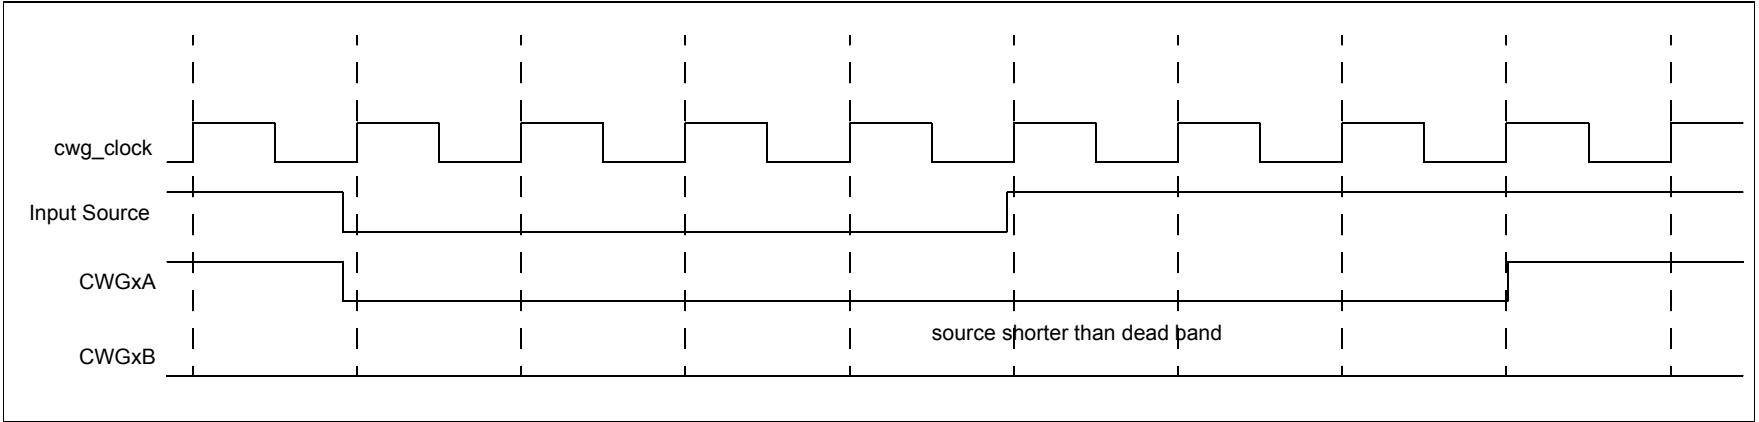 cwg_clock
Input Source
CWGxA
source shorter than dead band
CWGxB